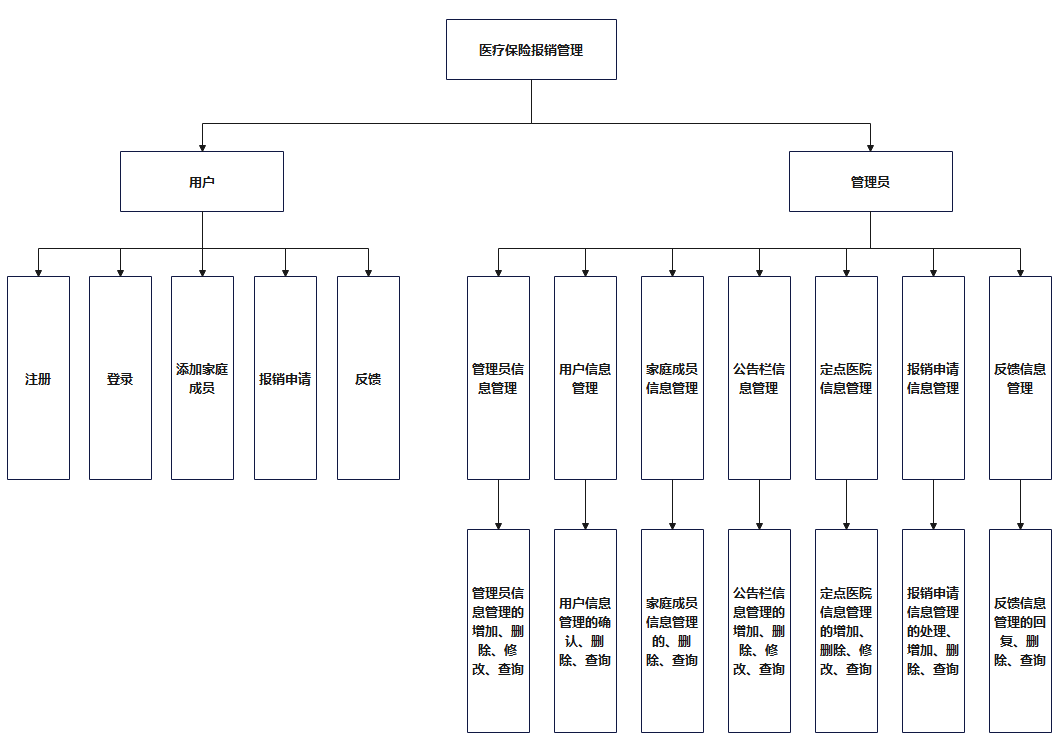 医疗保险报销管理
用户
管理员
注册
登录
添加家庭
成员
报销申请
反馈
管理员信
息管理
用户信息
管理
家庭成员
信息管理
公告栏信
息管理
定点医院
信息管理
报销申请
信息管理
反馈信息
管理
管理员信
息管理的
增加、删
除、修
改、查询
用户信息
管理的确
认、删
除、查询
家庭成员
信息管理
的、删
除、查询
公告栏信
息管理的
增加、删
除、修
改、查询
定点医院
信息管理
的增加、
删除、修
改、查询
报销申请
信息管理
的处理、
增加、删
除、查询
反馈信息
管理的回
复、删
除、查询